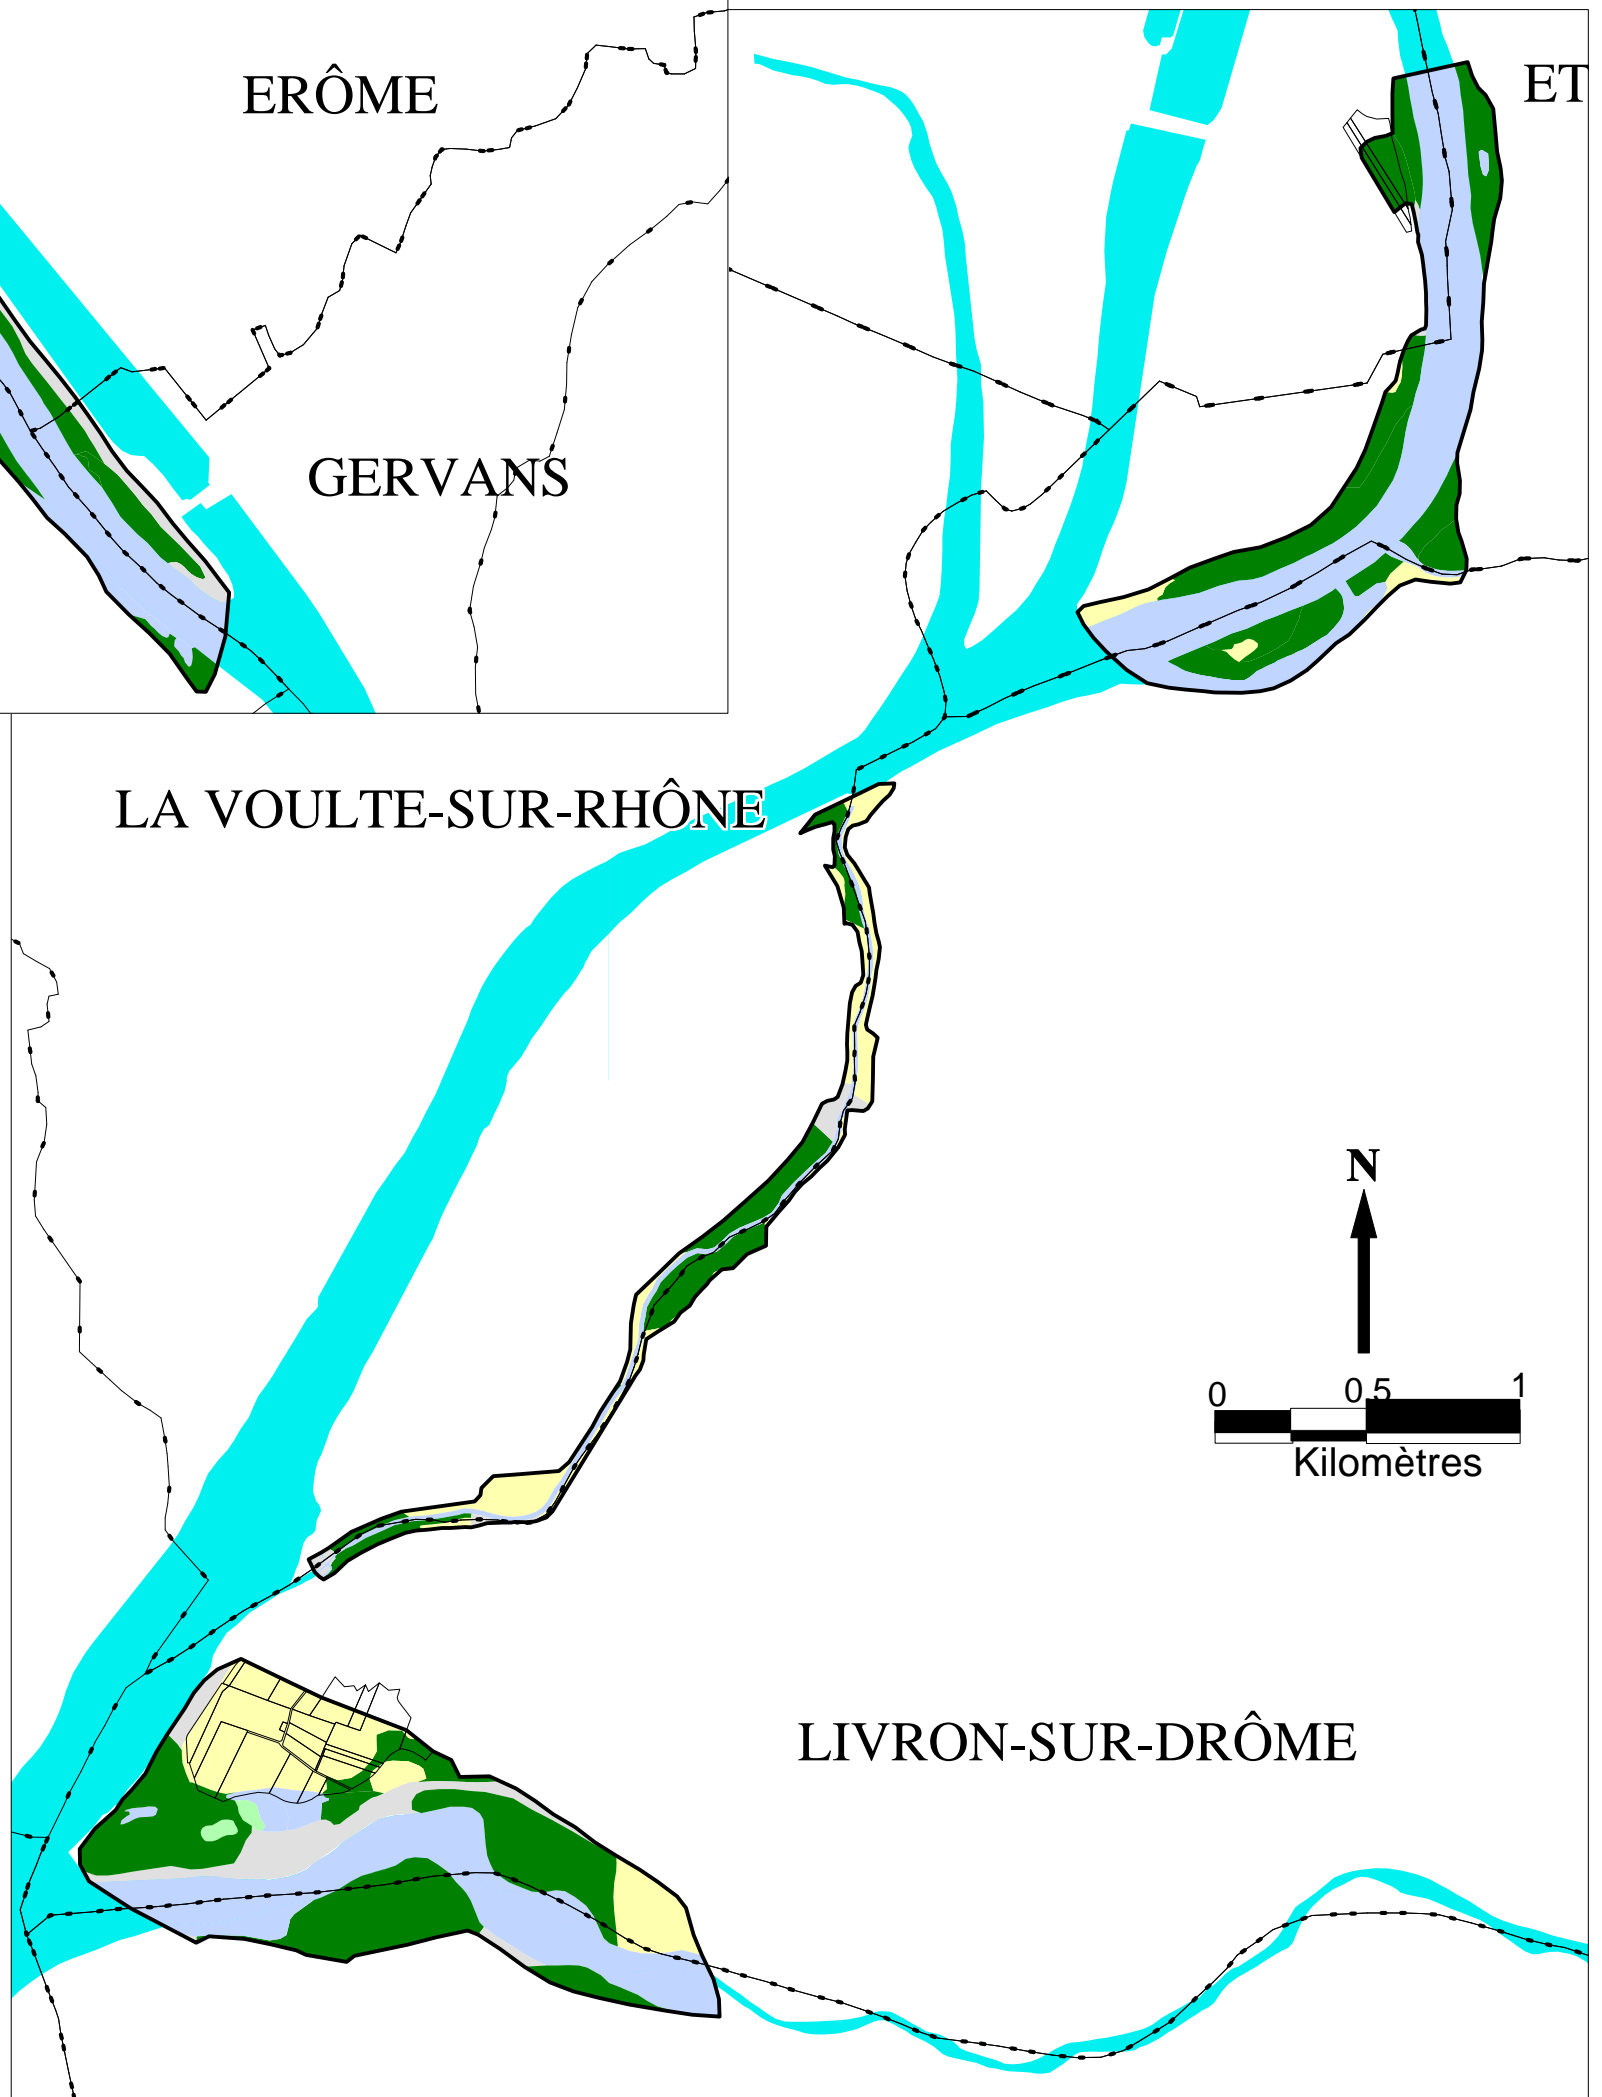 ERÔME
ET
GERVANS
LA VOULTE-SUR-RHÔNE
N
0 0.5 1
Kilomètres
LIVRON-SUR-DRÔME